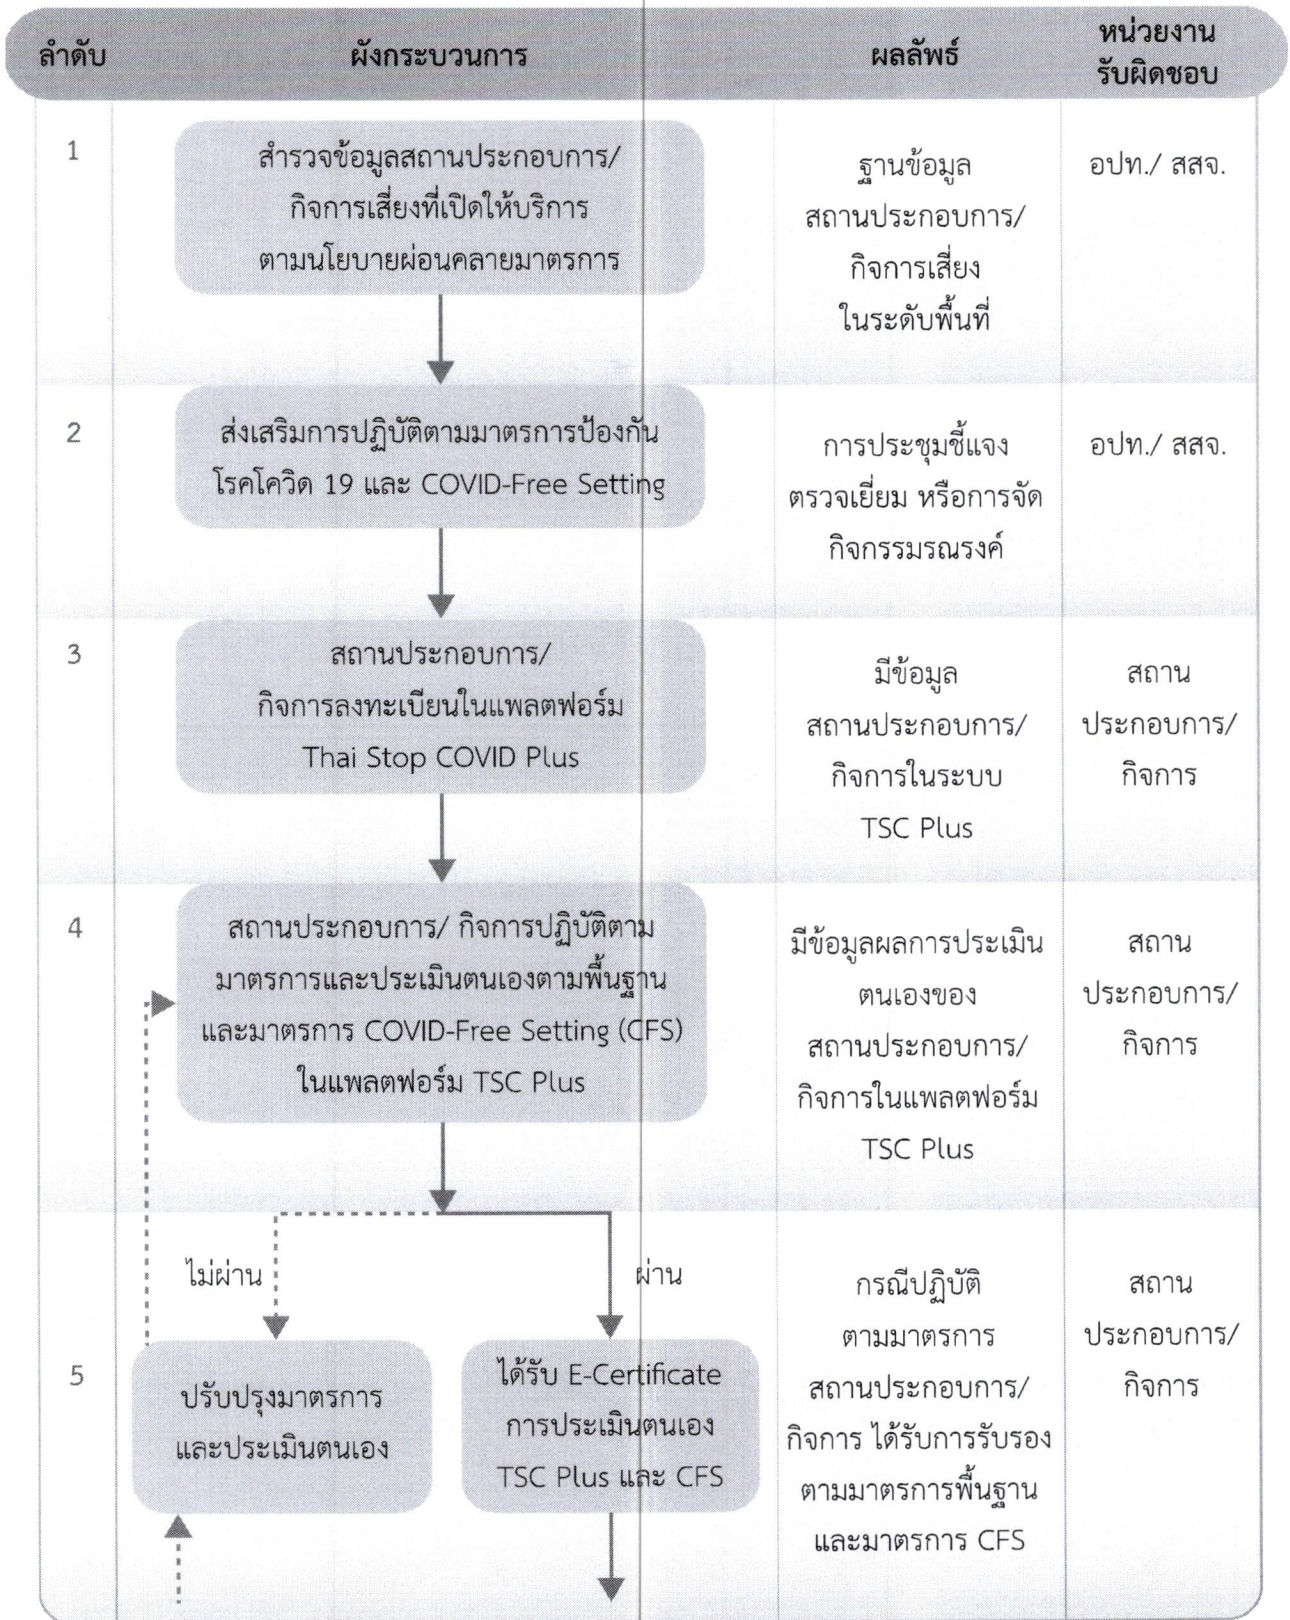 ลำดับ
ผังกระบวนการ
ผลลัพธ์
หน่วยงาน
รับผิดชอบ
1
สำรวจข้อมูลสถานประกอบการ/
กิจการเสี่ยงที่เปิดให้บริการ
ตามนโยบายผ่อนคลายมาตรการ
ฐานข้อมูล
สถานประกอบการ/
กิจการเสี่ยง
ในระดับพื้นที่
อปท./ สสจ.
2
ส่งเสริมการปฏิบัติตามมาตรการป้องกัน
โรคโควิด 19 และ COVID-Free Setting
การประชุมชี้แจง
ตรวจเยี่ยม หรือการจัด
กิจกรรมรณรงค์
อปท./ สสจ.
3
สถานประกอบการ/
กิจการลงทะเบียนในแพลตฟอร์ม
Thai Stop COVID Plus
มีข้อมูล
สถานประกอบการ/
กิจการในระบบ
TSC Plus
สถาน
ประกอบการ/
กิจการ
4
สถานประกอบการ/ กิจการปฏิบัติตาม
มาตรการและประเมินตนเองตามพื้นฐาน
และมาตรการ COVID-Free Setting (CFS)
ในแพลตฟอร์ม TSC Plus
มีข้อมูลผลการประเมิน
ตนเองของ
สถานประกอบการ/
กิจการในแพลตฟอร์ม
TSC Plus
สถาน
ประกอบการ/
กิจการ
ไม่ผ่าน
ผ่าน
5
ปรับปรุงมาตรการ
และประเมินตนเอง
ได้รับ E-Certificate
การประเมินตนเอง
TSC Plus และ CFS
กรณีปฏิบัติ
ตามมาตรการ
สถานประกอบการ/
กิจการ ได้รับการรับรอง
ตามมาตรการพื้นฐาน
และมาตรการ CFS
สถาน
ประกอบการ/
กิจการ